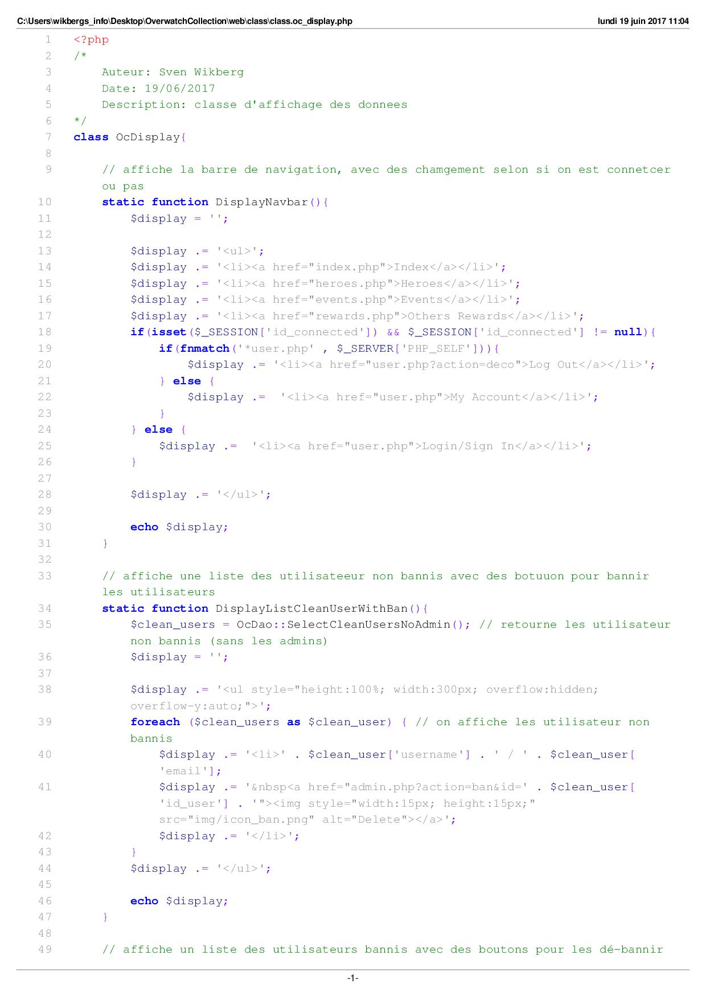 C:\Users\wikbergs_info\Desktop\OverwatchCollection\web\class\class.oc_display.php lundi 19 juin 2017 11:04
1 <?php
2 /*
3 Auteur: Sven Wikberg
4 Date: 19/06/2017
5 Description: classe d'affichage des donnees
6 */
7 class OcDisplay{
8
9 // affiche la barre de navigation, avec des chamgement selon si on est connetcer
ou pas
10 static function DisplayNavbar(){
11 $display = '';
12
13 $display .= '<ul>';
14 $display .= '<li><a href="index.php">Index</a></li>';
15 $display .= '<li><a href="heroes.php">Heroes</a></li>';
16 $display .= '<li><a href="events.php">Events</a></li>';
17 $display .= '<li><a href="rewards.php">Others Rewards</a></li>';
18 if(isset($_SESSION['id_connected']) && $_SESSION['id_connected'] != null){
19 if(fnmatch('*user.php' , $_SERVER['PHP_SELF'])){
20 $display .= '<li><a href="user.php?action=deco">Log Out</a></li>';
21 } else {
22 $display .=  '<li><a href="user.php">My Account</a></li>';
23 }
24 } else {
25 $display .=  '<li><a href="user.php">Login/Sign In</a></li>';
26 }
27
28 $display .= '</ul>';
29
30 echo $display;
31 }
32
33 // affiche une liste des utilisateeur non bannis avec des botuuon pour bannir
les utilisateurs
34 static function DisplayListCleanUserWithBan(){
35 $clean_users = OcDao::SelectCleanUsersNoAdmin(); // retourne les utilisateur
non bannis (sans les admins)
36 $display = '';
37
38 $display .= '<ul style="height:100%; width:300px; overflow:hidden;
overflow-y:auto;">';
39 foreach ($clean_users as $clean_user) { // on affiche les utilisateur non
bannis
40 $display .= '<li>' . $clean_user['username'] . ' / ' . $clean_user[
'email'];
41 $display .= '&nbsp<a href="admin.php?action=ban&id=' . $clean_user[
'id_user'] . '"><img style="width:15px; height:15px;"
src="img/icon_ban.png" alt="Delete"></a>';
42 $display .= '</li>';
43 }
44 $display .= '</ul>';
45
46 echo $display;
47 }
48
49 // affiche un liste des utilisateurs bannis avec des boutons pour les dé-bannir
-1-